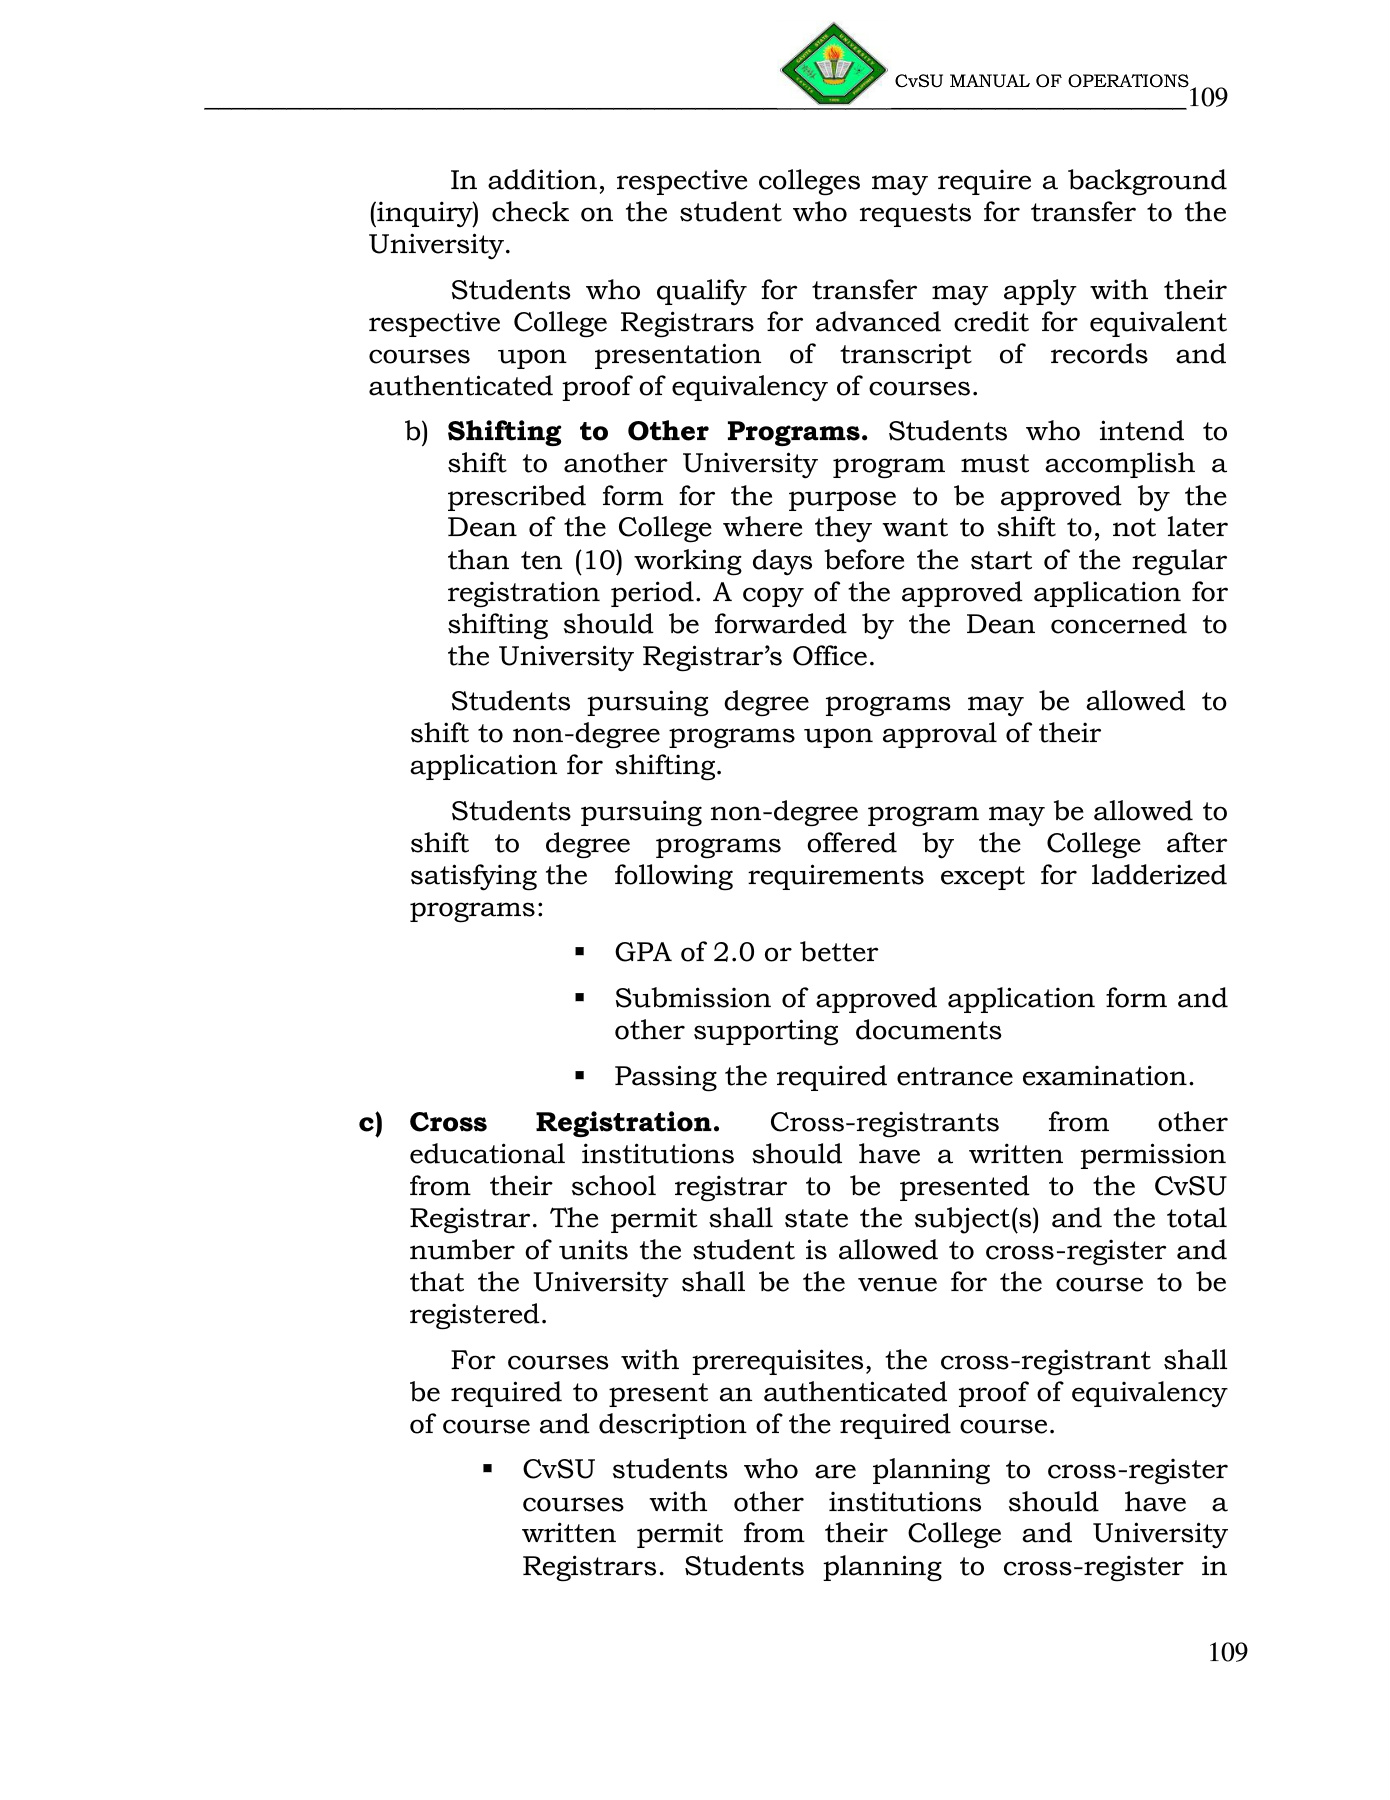 CvSU MANUAL OF OPERATIONS
109
In addition, respective colleges may require a background
(inquiry) check on the student who requests for transfer to the
University.
Students who qualify for transfer may apply with their
respective College Registrars for advanced credit for equivalent
courses upon presentation of transcript of records and
authenticated proof of equivalency of courses.
b) Shifting to Other Programs. Students who intend to
shift to another University program must accomplish a
prescribed form for the purpose to be approved by the
Dean of the College where they want to shift to, not later
than ten (10) working days before the start of the regular
registration period. A copy of the approved application for
shifting should be forwarded by the Dean concerned to
the University Registrar’s Office.
Students pursuing degree programs may be allowed to
shift to non-degree programs upon approval of their
application for shifting.
Students pursuing non-degree program may be allowed to
shift to degree programs offered by the College after
satisfying the following requirements except for ladderized
programs:
▪ GPA of 2.0 or better
▪ Submission of approved application form and
other supporting documents
▪ Passing the required entrance examination.
c) Cross Registration. Cross-registrants from other
educational institutions should have a written permission
from their school registrar to be presented to the CvSU
Registrar. The permit shall state the subject(s) and the total
number of units the student is allowed to cross-register and
that the University shall be the venue for the course to be
registered.
For courses with prerequisites, the cross-registrant shall
be required to present an authenticated proof of equivalency
of course and description of the required course.
▪ CvSU students who are planning to cross-register
courses with other institutions should have a
written permit from their College and University
Registrars. Students planning to cross-register in
109